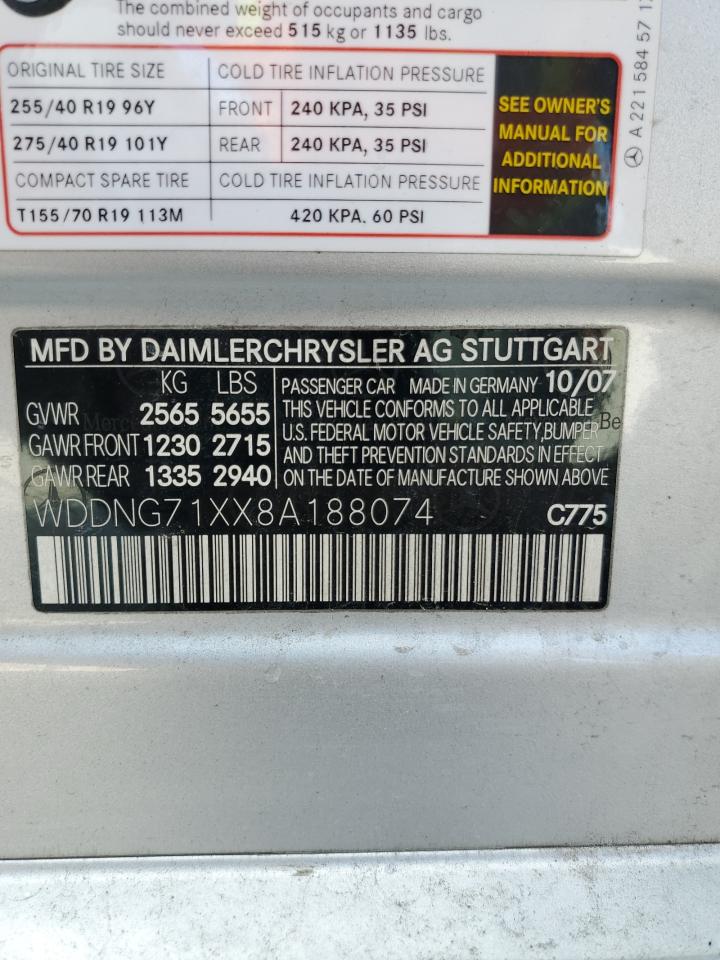 The combined weight of occupants and cargo
should never exceed 515 kg or 1135 lbs.
ORIGINAL TIRE SIZE COLD TIRE INFLATION PRESSURE
255/40 R19 96Y FRONT 240 KPA, 35 PSI
275/40 R19 101Y REAR 240 KPA, 35 PSI
COMPACT SPARE TIRE COLD TIRE INFLATION PRESSURE
T155/70 R19 113M 420 KPA. 60 PSI
SEE OWNER'S
MANUAL FOR
ADDITIONAL
INFORMATION
A 221 584 57
MFD BY DAIMLERCHRYSLER AG STUTTGART
KG LBS
GVWR 2565 5655
GAWR FRONT 1230 2715
GAWR REAR 1335 2940
PASSENGER CAR MADE IN GERMANY 10/07
THIS VEHICLE CONFORMS TO ALL APPLICABLE
U.S. FEDERAL MOTOR VEHICLE SAFETY, BUMPER
AND THEFT PREVENTION STANDARDS IN EFFECT
ON THE DATE OF MANUFACTURE SHOWN ABOVE
WDDNG71XX8A188074 C775